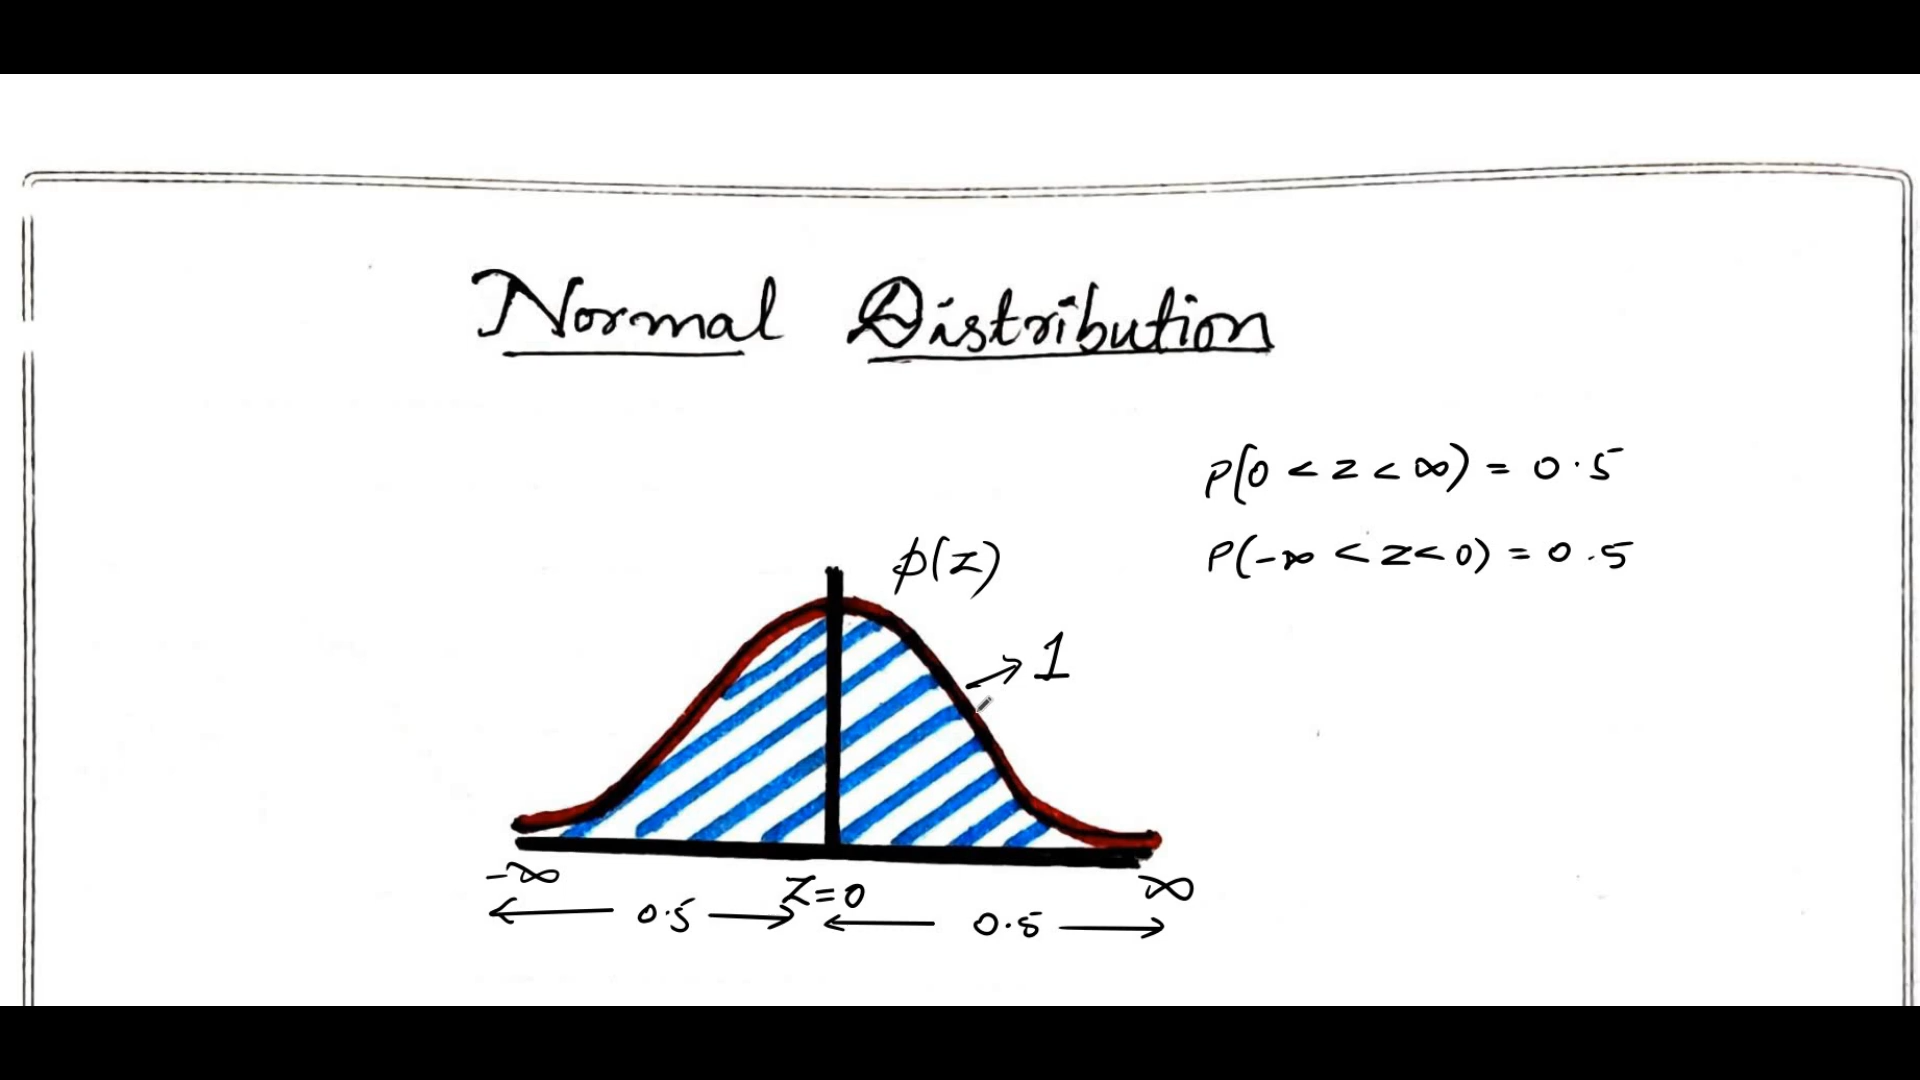 Normal Distribution
P(0 < z < ∞) = 0.5
P(-∞ < z < 0) = 0.5
ϕ(z)
1
-∞ z=0 ∞
0.5 0.5